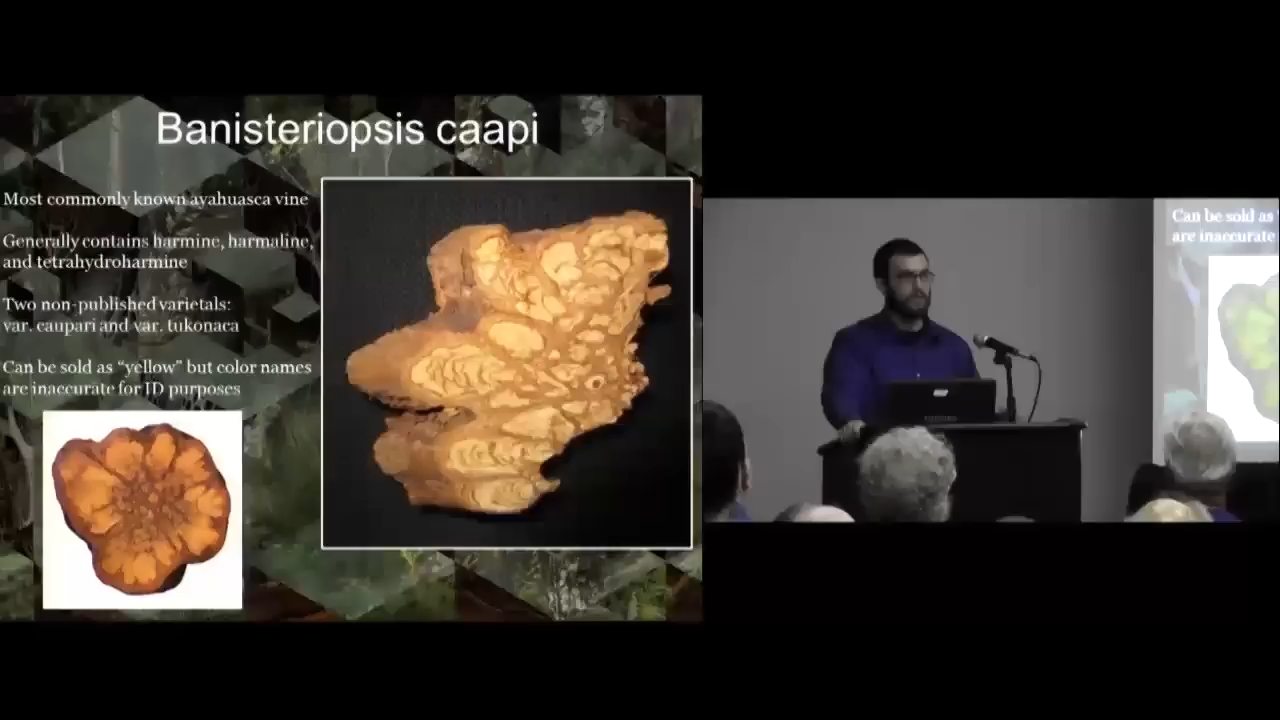 Banisteriopsis caapi
Most commonly known ayahuasca vine
Generally contains harmine, harmaline,
and tetrahydroharmine
Two non-published varietals:
var. caupari and var. tukonaca
Can be sold as “yellow” but color names
are inaccurate for ID purposes
Can be sold as
are inaccurate